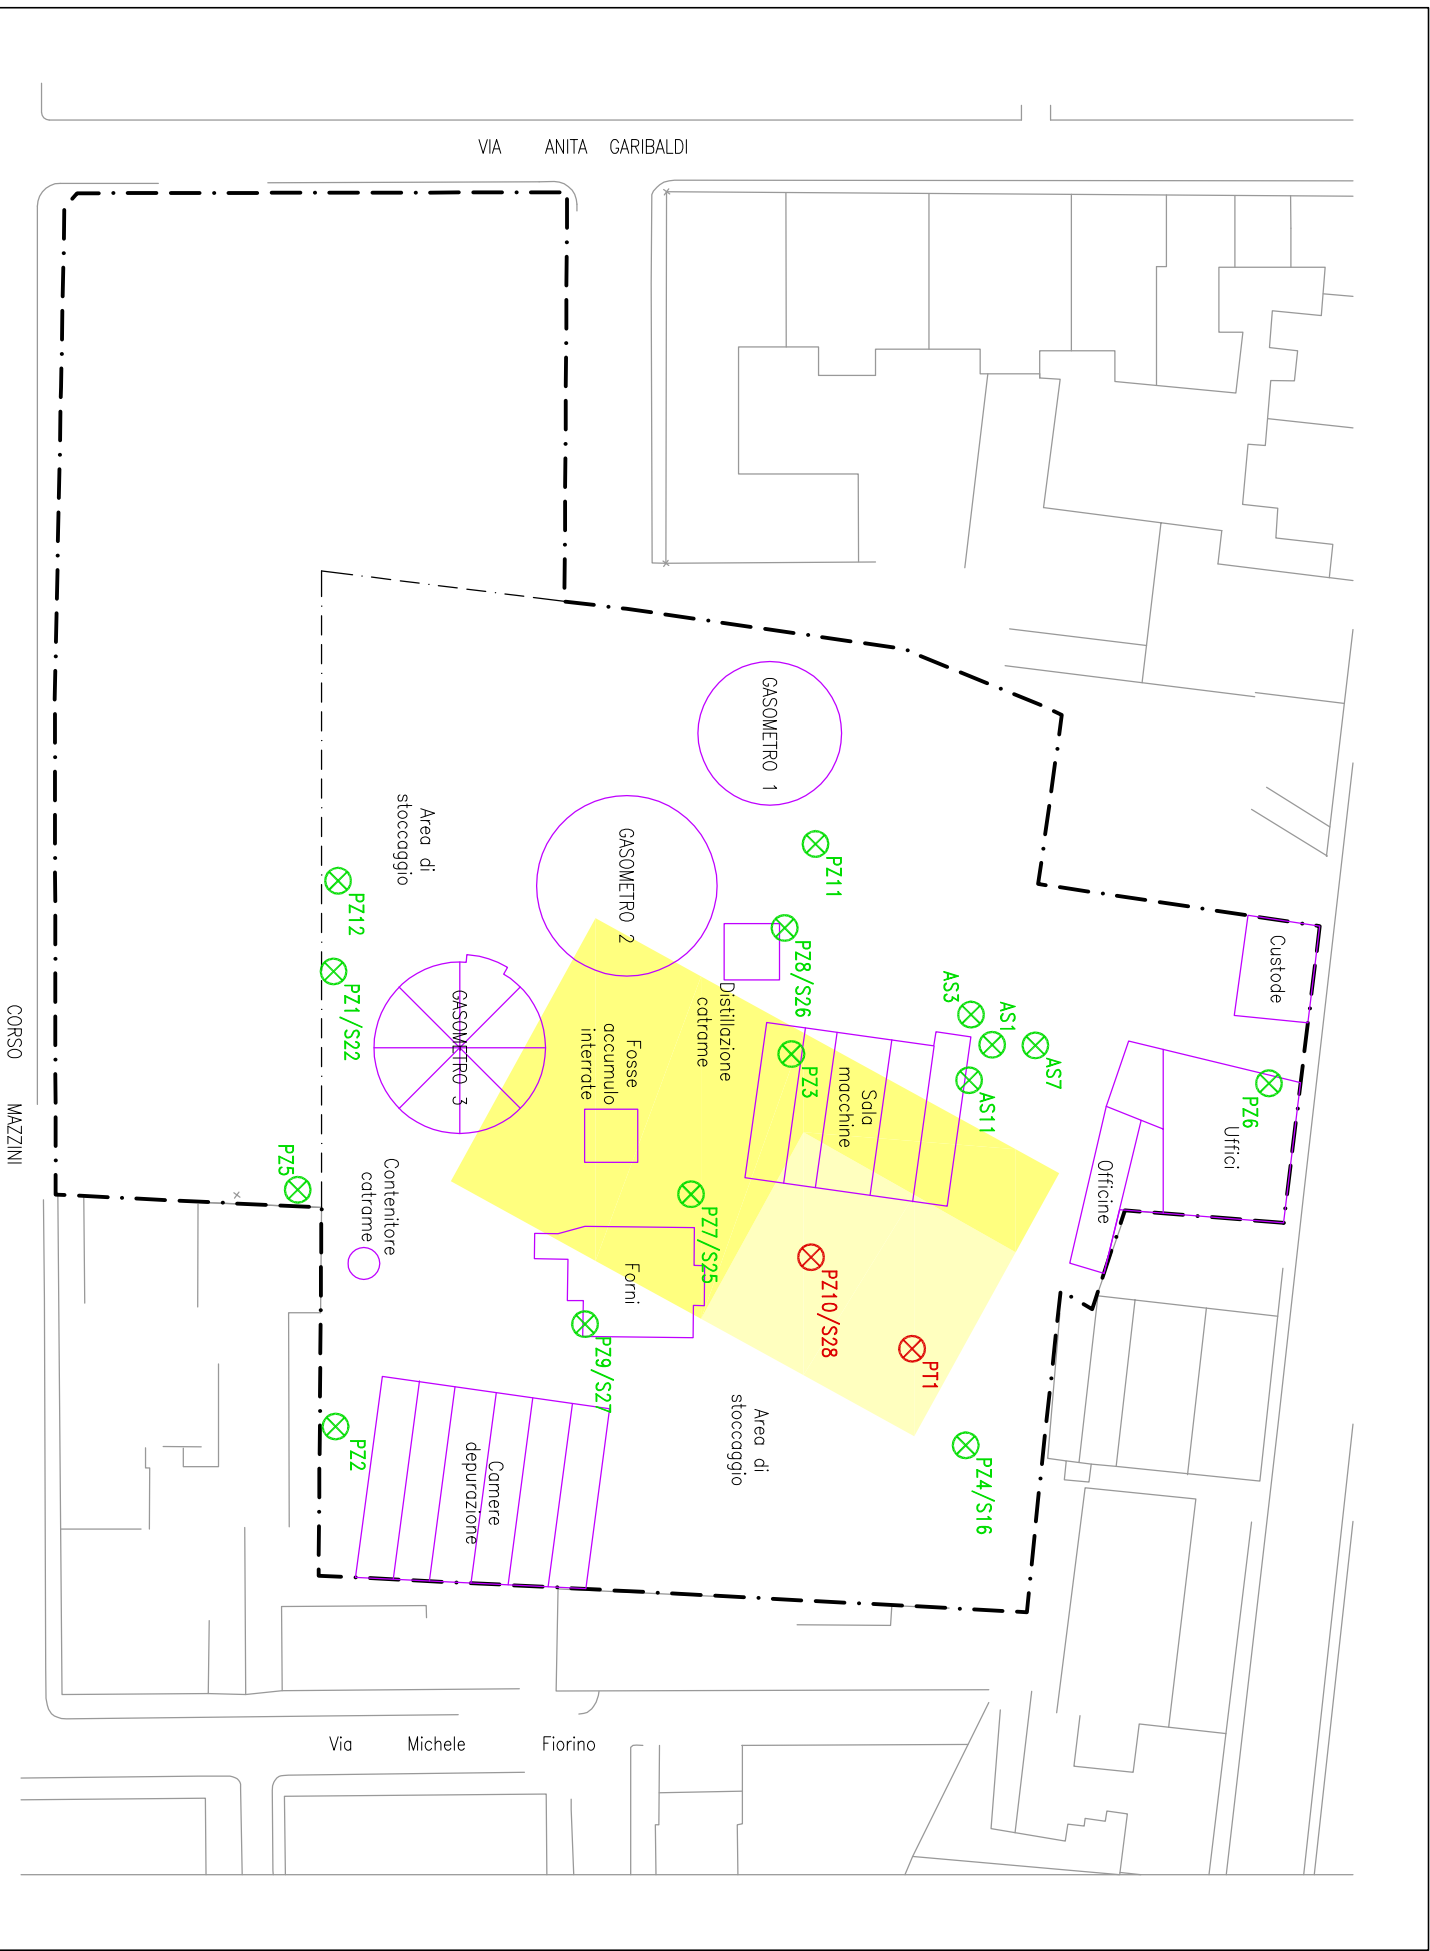 VIA ANITA GARIBALDI
GASOMETRO 1
Area di
stoccaggio
GASOMETRO 2
PZ11
PZ12
PZ8/S26
PZ1/S22
Custode
AS3
AS1
AS7
AS11
PZ6
Uffici
Distillazione
catrame
GASOMETRO 3
Fosse
accumulo
interrate
PZ3
Sala
macchine
Officine
CORSO MAZZINI
PZ5
Contenitore
catrame
PZ7/S25
Forni
PZ10/S28
PT1
PZ9/S27
PZ2
Area di
stoccaggio
PZ4/S16
Camere
depurazione
Via Michele Fiorino